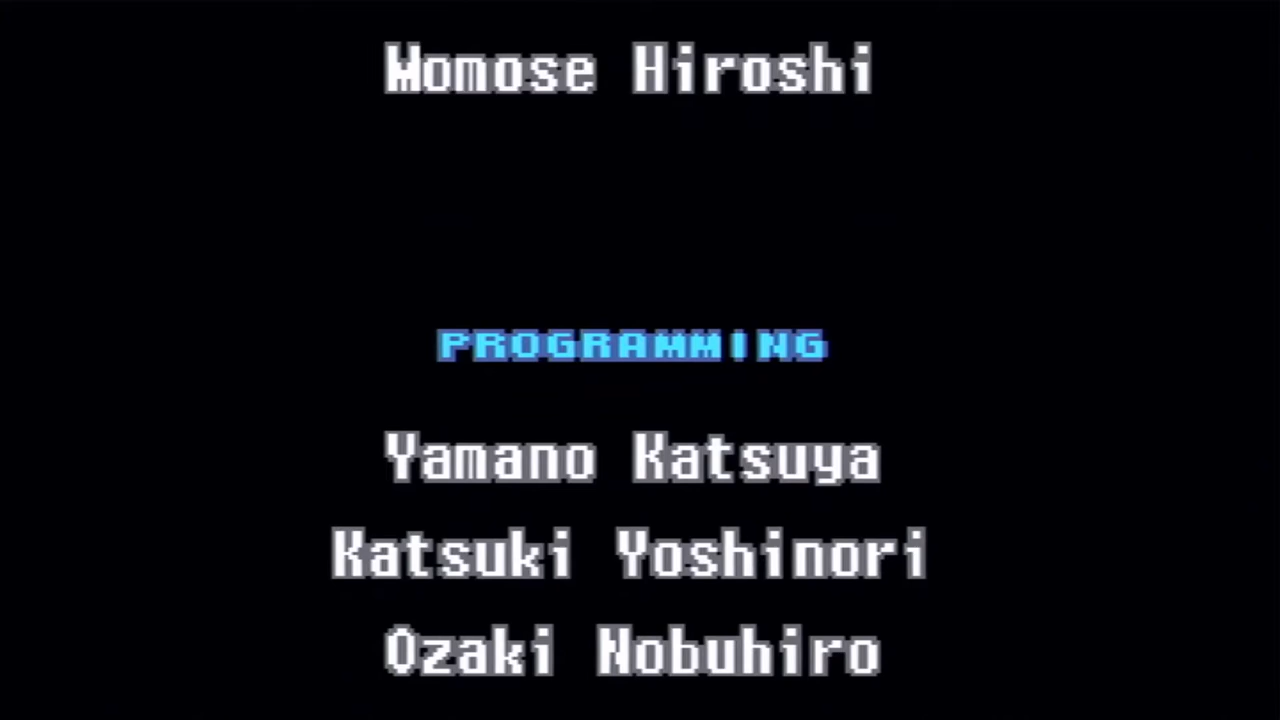 Momose Hiroshi
PROGRAMMING
Yamano Katsuya
Katsuki Yoshinori
Ozaki Nobuhiro